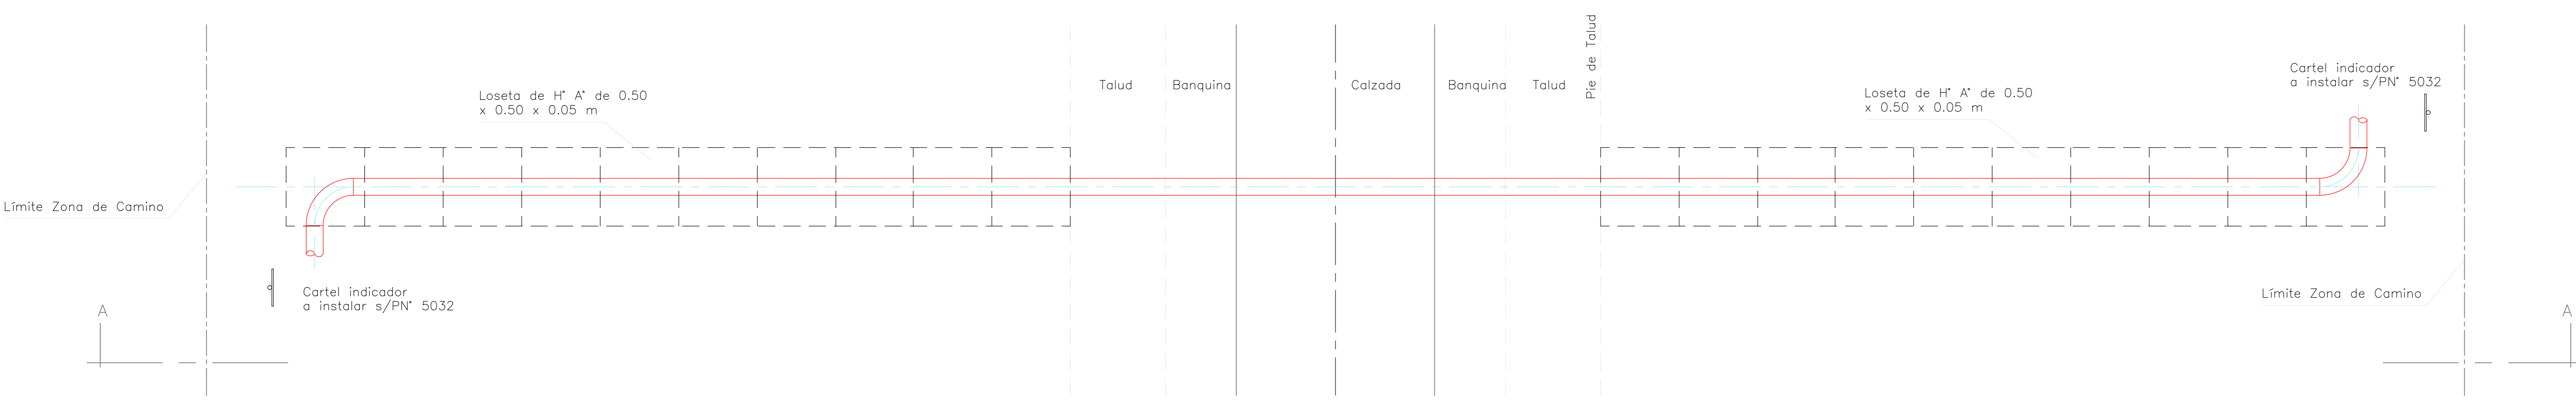 Pie de Talud
Cartel indicador
a instalar s/PN° 5032
Talud
Banquina
Calzada
Banquina
Talud
Loseta de H° A° de 0.50
x 0.50 x 0.05 m
Loseta de H° A° de 0.50
x 0.50 x 0.05 m
Límite Zona de Camino
Cartel indicador
a instalar s/PN° 5032
Límite Zona de Camino
A
A